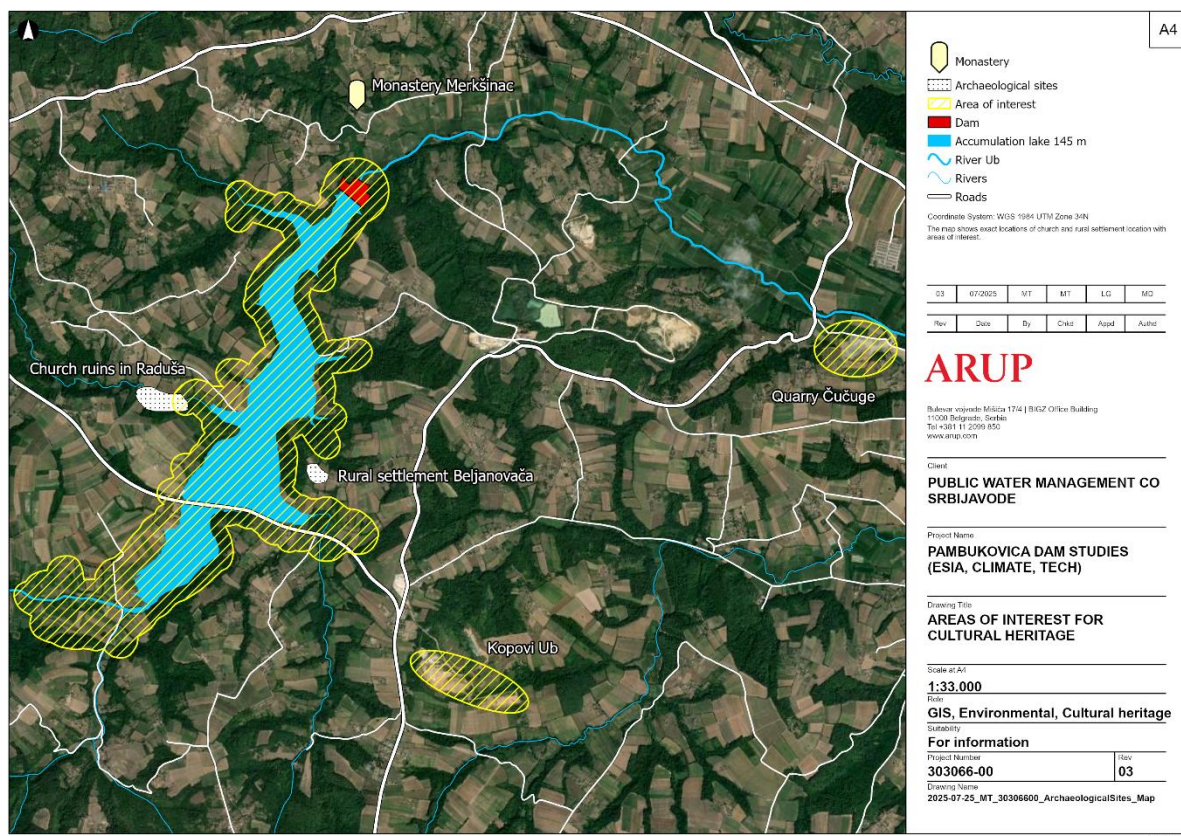 A4
Monastery Merkšinac
Church ruins in Raduša
Rural settlement Beljanovača
Quarry Čučuge
Kopovi Ub
Monastery
Archaeological sites
Area of interest
Dam
Accumulation lake 145 m
River Ub
Rivers
Roads
Coordinate System: WGS 1984 UTM Zone 34N
The map shows exact locations of church and rural settlement location with
areas of interest.
03 07/2025 MT MT LG MD
Rev Date By Chkd Appd Authd
ARUP
Bulevar vojvode Mišića 17/4 | BIGZ Office Building
11000 Belgrade, Serbia
Tel +381 11 2099 850
www.arup.com
Client
PUBLIC WATER MANAGEMENT CO
SRBIJAVODE
Project Name
PAMBUKOVICA DAM STUDIES
(ESIA, CLIMATE, TECH)
Drawing Title
AREAS OF INTEREST FOR
CULTURAL HERITAGE
Scale at A4
1:33.000
Role
GIS, Environmental, Cultural heritage
Suitability
For information
Project Number Rev
303066-00 03
Drawing Name
2025-07-25_MT_30306600_ArchaeologicalSites_Map